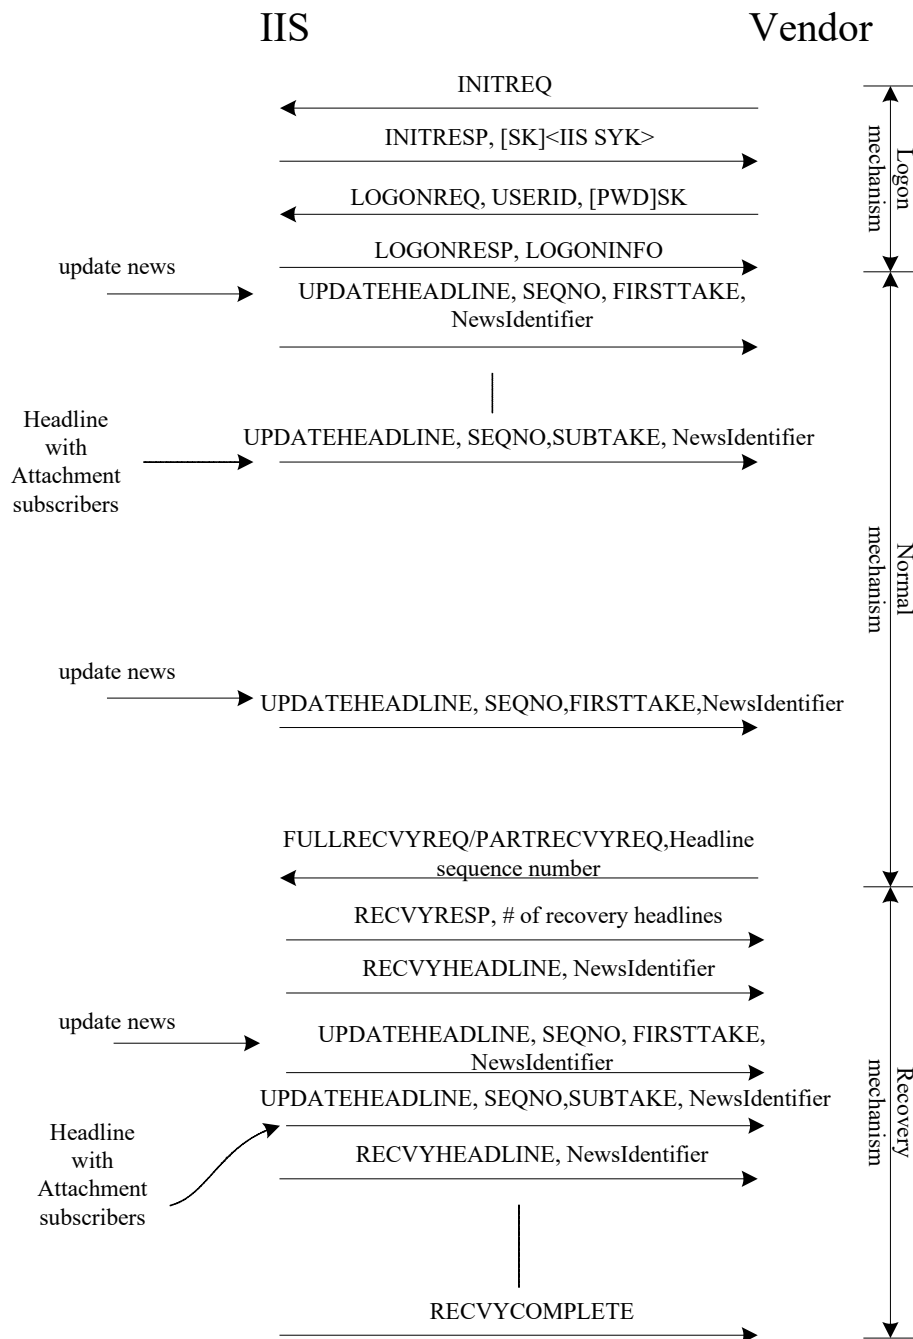 IIS Vendor
INITREQ
INITRESP, [SK]<IIS SYK>
LOGONREQ, USERID, [PWD]SK
LOGONRESP, LOGONINFO
Logon
mechanism
update news
UPDATEHEADLINE, SEQNO, FIRSTTAKE,
NewsIdentifier
Headline
with
Attachment
subscribers
UPDATEHEADLINE, SEQNO,SUBTAKE, NewsIdentifier
Normal
mechanism
update news
UPDATEHEADLINE, SEQNO,FIRSTTAKE,NewsIdentifier
FULLRECVYREQ/PARTRECVYREQ,Headline
sequence number
RECVYRESP, # of recovery headlines
RECVYHEADLINE, NewsIdentifier
update news
UPDATEHEADLINE, SEQNO, FIRSTTAKE,
NewsIdentifier
UPDATEHEADLINE, SEQNO,SUBTAKE, NewsIdentifier
Headline
with
Attachment
subscribers
RECVYHEADLINE, NewsIdentifier
Recovery
mechanism
RECVYCOMPLETE